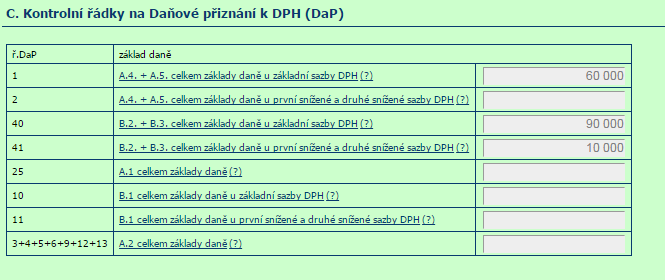 C. Kontrolní řádky na Daňové přiznání k DPH (DaP)
ř.DaP základ daně
1 A.4. + A.5. celkem základy daně u základní sazby DPH (?) 60 000
2 A.4. + A.5. celkem základy daně u první snížené a druhé snížené sazby DPH (?)
40 B.2. + B.3. celkem základy daně u základní sazby DPH (?) 90 000
41 B.2. + B.3. celkem základy daně u první snížené a druhé snížené sazby DPH (?) 10 000
25 A.1 celkem základy daně (?)
10 B.1 celkem základy daně u základní sazby DPH (?)
11 B.1 celkem základy daně u první snížené a druhé snížené sazby DPH (?)
3+4+5+6+9+12+13 A.2 celkem základy daně (?)